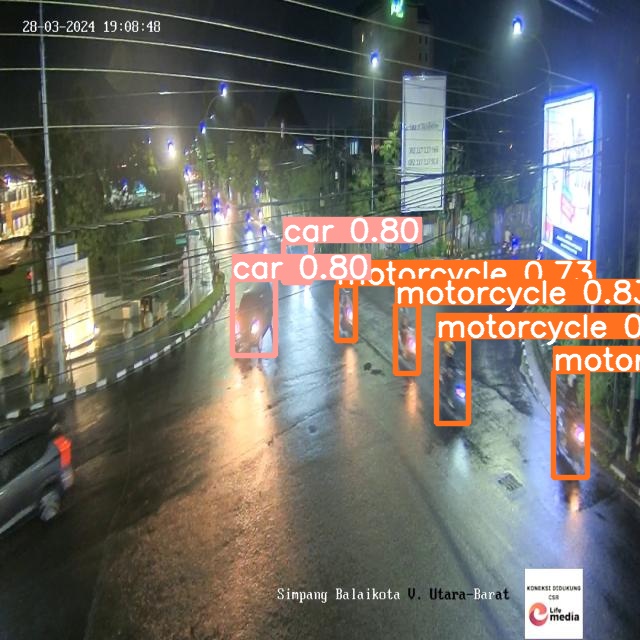 28-03-2024 19:08:48
car 0.80
car 0.80
motorcycle 0.73
motorcycle 0.83
motorcycle 0
motor
Simpang Balaikota V. Utara-Barat
KONEKSI DIDUKUNG
CSR
Life
media